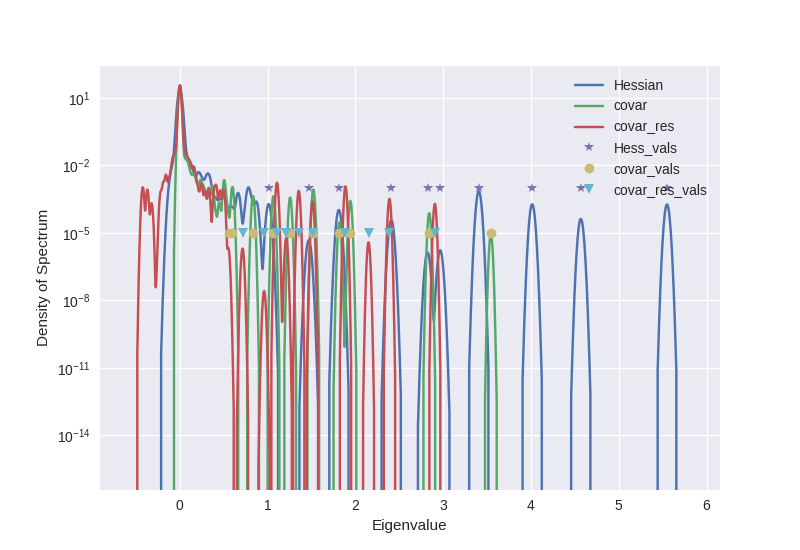 Hessian
covar
covar_res
Hess_vals
covar_vals
covar_res_vals
10^1
10^-2
10^-5
10^-8
10^-11
10^-14
Density of Spectrum
0 1 2 3 4 5 6
Eigenvalue